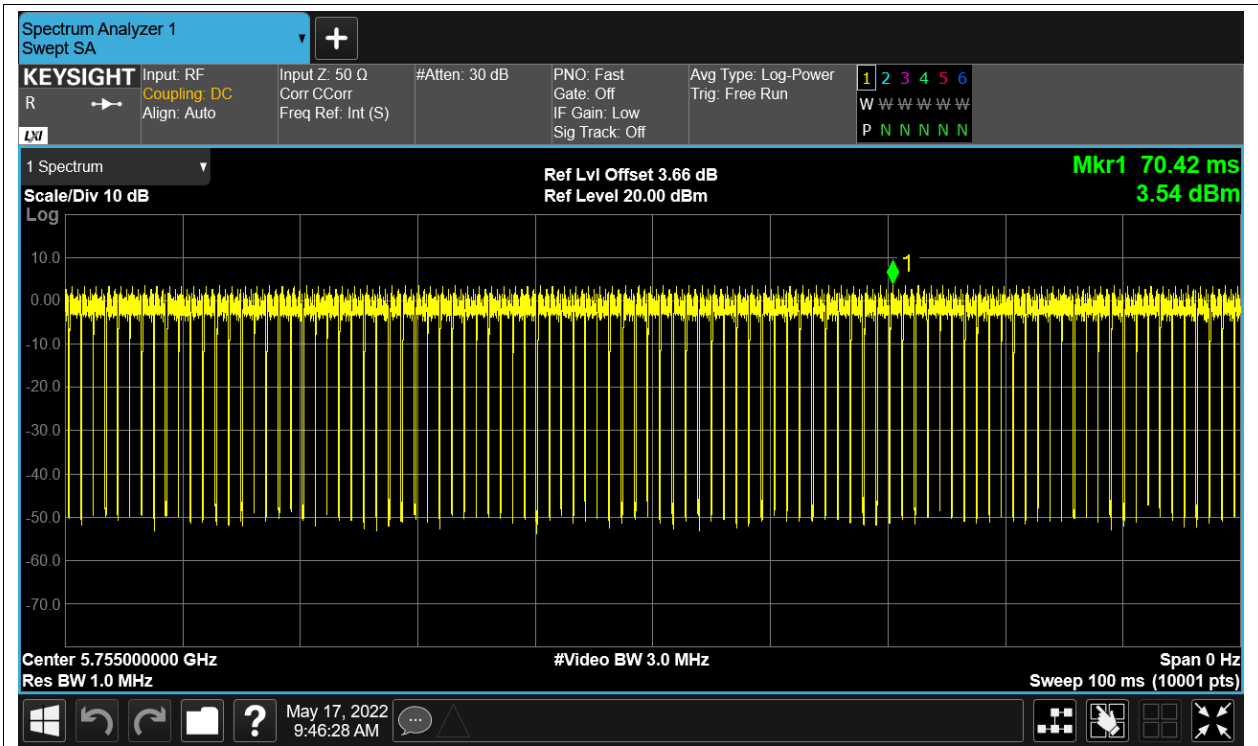 Spectrum Analyzer 1
Swept SA
+
KEYSIGHT
R
LXI
Input: RF
Coupling: DC
Align: Auto
Input Z: 50 Ω
Corr CCorr
Freq Ref: Int (S)
#Atten: 30 dB
PNO: Fast
Gate: Off
IF Gain: Low
Sig Track: Off
Avg Type: Log-Power
Trig: Free Run
1 2 3 4 5 6
W W W W W W
P N N N N N
1 Spectrum
Scale/Div 10 dB
Log
Ref Lvl Offset 3.66 dB
Ref Level 20.00 dBm
Mkr1 70.42 ms
3.54 dBm
1
10.0
0.00
-10.0
-20.0
-30.0
-40.0
-50.0
-60.0
-70.0
Center 5.755000000 GHz
Res BW 1.0 MHz
#Video BW 3.0 MHz
Span 0 Hz
Sweep 100 ms (10001 pts)
?
May 17, 2022
9:46:28 AM